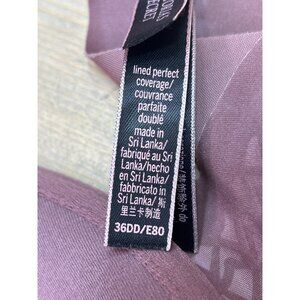 SECRET
lined perfect
coverage/
couvrance
parfaite
doublé
made in
Sri Lanka/
fabriqué au Sri
Lanka/hecho
en Sri Lanka/
fabbricato in
Sri Lanka/ 斯
里兰卡制造
36DD/E80